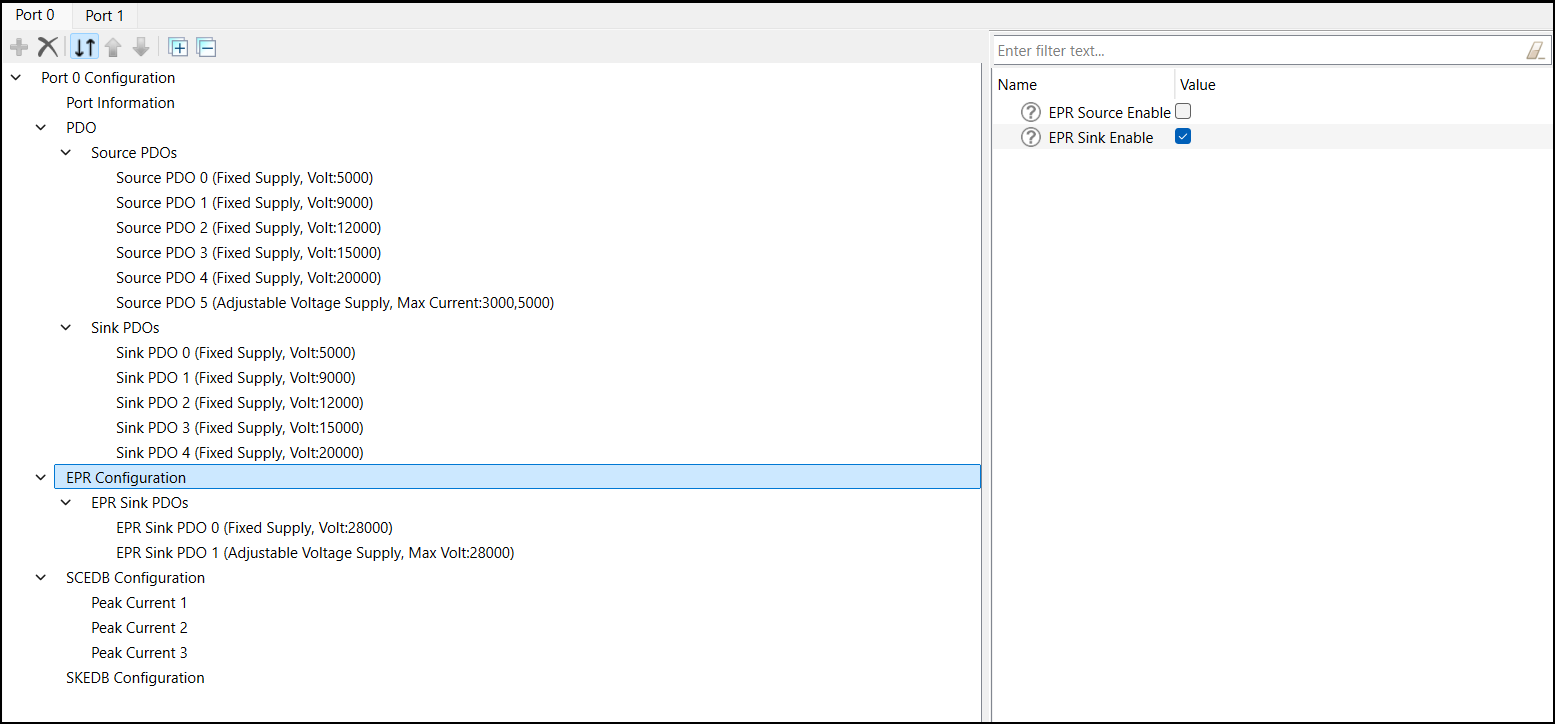 Port 0 Port 1
Enter filter text...
Port 0 Configuration
Port Information
PDO
Source PDOs
Source PDO 0 (Fixed Supply, Volt:5000)
Source PDO 1 (Fixed Supply, Volt:9000)
Source PDO 2 (Fixed Supply, Volt:12000)
Source PDO 3 (Fixed Supply, Volt:15000)
Source PDO 4 (Fixed Supply, Volt:20000)
Source PDO 5 (Adjustable Voltage Supply, Max Current:3000,5000)
Sink PDOs
Sink PDO 0 (Fixed Supply, Volt:5000)
Sink PDO 1 (Fixed Supply, Volt:9000)
Sink PDO 2 (Fixed Supply, Volt:12000)
Sink PDO 3 (Fixed Supply, Volt:15000)
Sink PDO 4 (Fixed Supply, Volt:20000)
EPR Configuration
EPR Sink PDOs
EPR Sink PDO 0 (Fixed Supply, Volt:28000)
EPR Sink PDO 1 (Adjustable Voltage Supply, Max Volt:28000)
SCEDB Configuration
Peak Current 1
Peak Current 2
Peak Current 3
SKEDB Configuration
Name Value
EPR Source Enable
EPR Sink Enable